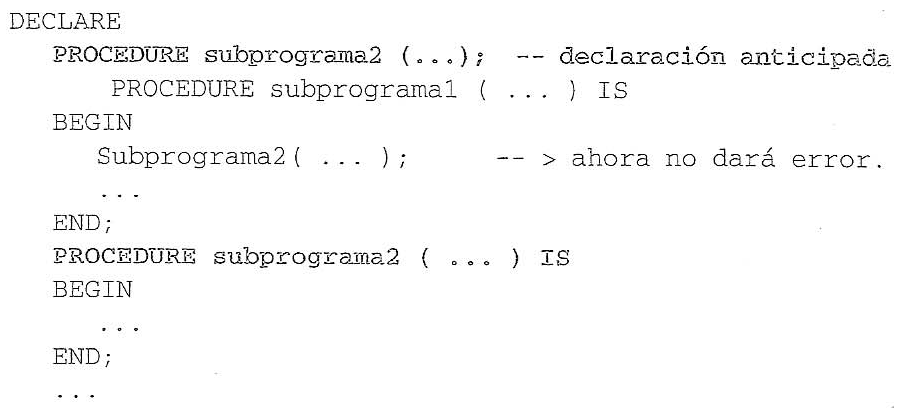 DECLARE
PROCEDURE subprograma2 (...); -- declaración anticipada
PROCEDURE subprograma1 ( ... ) IS
BEGIN
Subprograma2( ... ); -- > ahora no dará error.
...
END;
PROCEDURE subprograma2 ( ... ) IS
BEGIN
...
END;
...